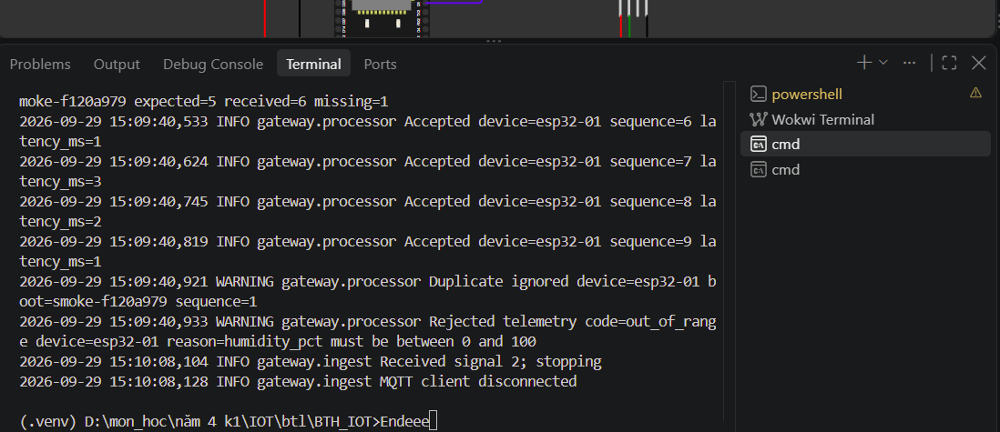 Problems Output Debug Console Terminal Ports
moke-f120a979 expected=5 received=6 missing=1
2026-09-29 15:09:40,533 INFO gateway.processor Accepted device=esp32-01 sequence=6 la
tency_ms=1
2026-09-29 15:09:40,624 INFO gateway.processor Accepted device=esp32-01 sequence=7 la
tency_ms=3
2026-09-29 15:09:40,745 INFO gateway.processor Accepted device=esp32-01 sequence=8 la
tency_ms=2
2026-09-29 15:09:40,819 INFO gateway.processor Accepted device=esp32-01 sequence=9 la
tency_ms=1
2026-09-29 15:09:40,921 WARNING gateway.processor Duplicate ignored device=esp32-01 b
oot=smoke-f120a979 sequence=1
2026-09-29 15:09:40,933 WARNING gateway.processor Rejected telemetry code=out_of_rang
e device=esp32-01 reason=humidity_pct must be between 0 and 100
2026-09-29 15:10:08,104 INFO gateway.ingest Received signal 2; stopping
2026-09-29 15:10:08,128 INFO gateway.ingest MQTT client disconnected
(.venv) D:\mon_hoc\năm 4 k1\IOT\btl\BTH_IOT>Endeee
powershell
Wokwi Terminal
cmd
cmd